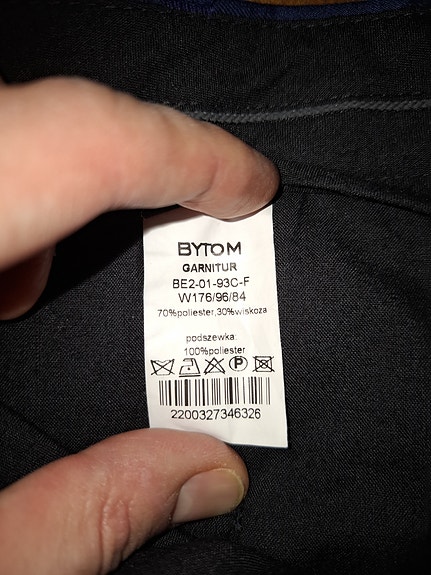 BYTOM
GARNITUR
BE2-01-93C-F
W176/96/84
70%poliester,30%wiskoza
podszewka:
100%poliester
P
2200327346326